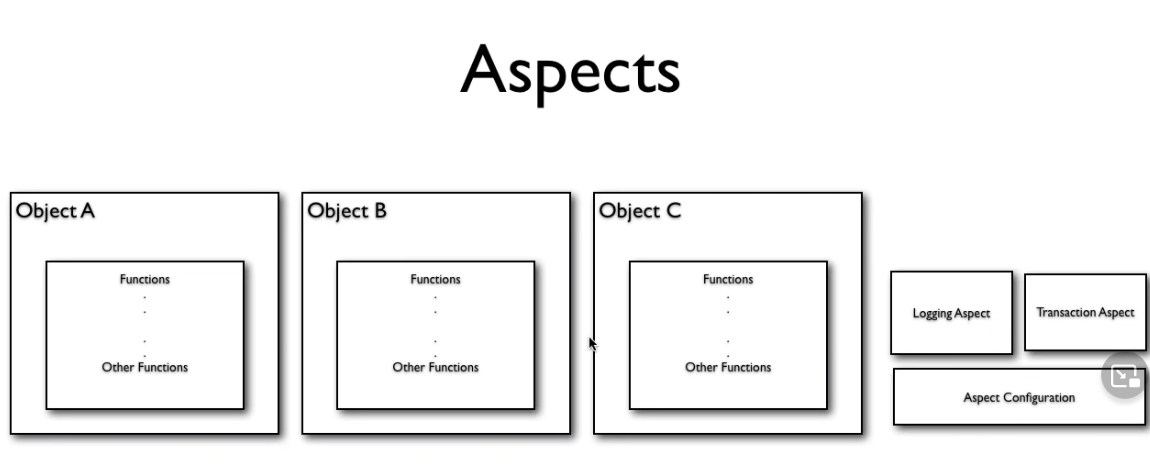 Aspects
Object A
Functions
Other Functions
Object B
Functions
Other Functions
Object C
Functions
Other Functions
Logging Aspect
Transaction Aspect
Aspect Configuration